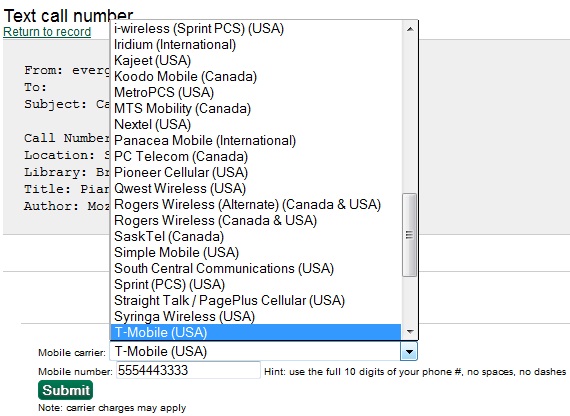 Text call number
Return to record
From: everg
To:
Subject: Ca
Call Number
Location: S
Library: Br
Title: Pian
Author: Moz
i-wireless (Sprint PCS) (USA)
Iridium (International)
Kajeet (USA)
Koodo Mobile (Canada)
MetroPCS (USA)
MTS Mobility (Canada)
Nextel (USA)
Panacea Mobile (International)
PC Telecom (Canada)
Pioneer Cellular (USA)
Qwest Wireless (USA)
Rogers Wireless (Alternate) (Canada & USA)
Rogers Wireless (Canada & USA)
SaskTel (Canada)
Simple Mobile (USA)
South Central Communications (USA)
Sprint (PCS) (USA)
Straight Talk / PagePlus Cellular (USA)
Syringa Wireless (USA)
T-Mobile (USA)
Mobile carrier: T-Mobile (USA)
Mobile number: 5554443333 Hint: use the full 10 digits of your phone #, no spaces, no dashes
Submit
Note: carrier charges may apply